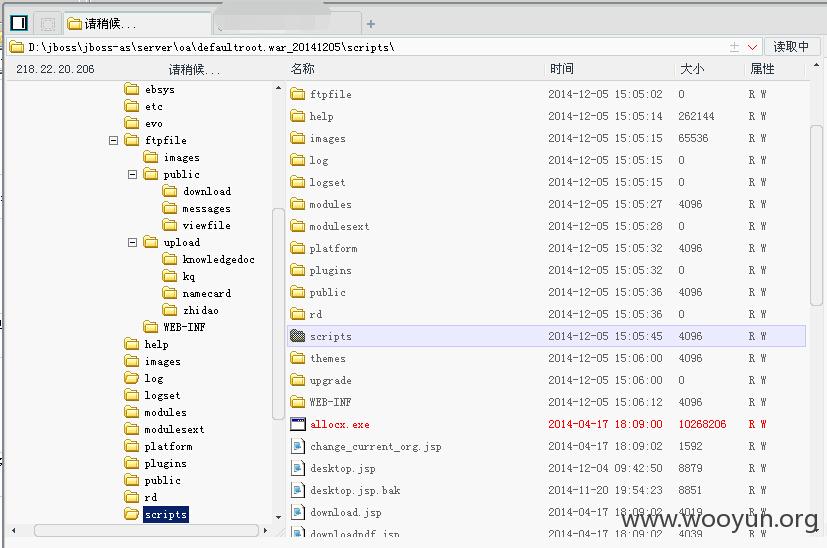 请稍候...
D:\jboss\jboss-as\server\oa\defaultroot.war_20141205\scripts\ 读取中
218.22.20.206 请稍候...
名称 时间 大小 属性
ebsys
etc
evo
ftpfile
images
public
download
messages
viewfile
upload
knowledgedoc
kq
namecard
zhidao
WEB-INF
help
images
log
logset
modules
modulesext
platform
plugins
public
rd
scripts
ftpfile 2014-12-05 15:05:02 0 R W
help 2014-12-05 15:05:14 262144 R W
images 2014-12-05 15:05:15 65536 R W
log 2014-12-05 15:05:15 0 R W
logset 2014-12-05 15:05:15 0 R W
modules 2014-12-05 15:05:27 4096 R W
modulesext 2014-12-05 15:05:28 0 R W
platform 2014-12-05 15:05:32 4096 R W
plugins 2014-12-05 15:05:32 0 R W
public 2014-12-05 15:05:36 4096 R W
rd 2014-12-05 15:05:36 0 R W
scripts 2014-12-05 15:05:45 4096 R W
themes 2014-12-05 15:06:00 4096 R W
upgrade 2014-12-05 15:06:00 0 R W
WEB-INF 2014-12-05 15:06:12 4096 R W
allocx.exe 2014-04-17 18:09:00 10268206 R W
change_current_org.jsp 2014-04-17 18:09:02 1592 R W
desktop.jsp 2014-12-04 09:42:50 8879 R W
desktop.jsp.bak 2014-11-20 19:54:23 8851 R W
download.jsp 2014-04-17 18:09:02 4019 R W
downloadpdf.jsp 2014-04-17 18:09:02 4039 R W
www.wooyun.org